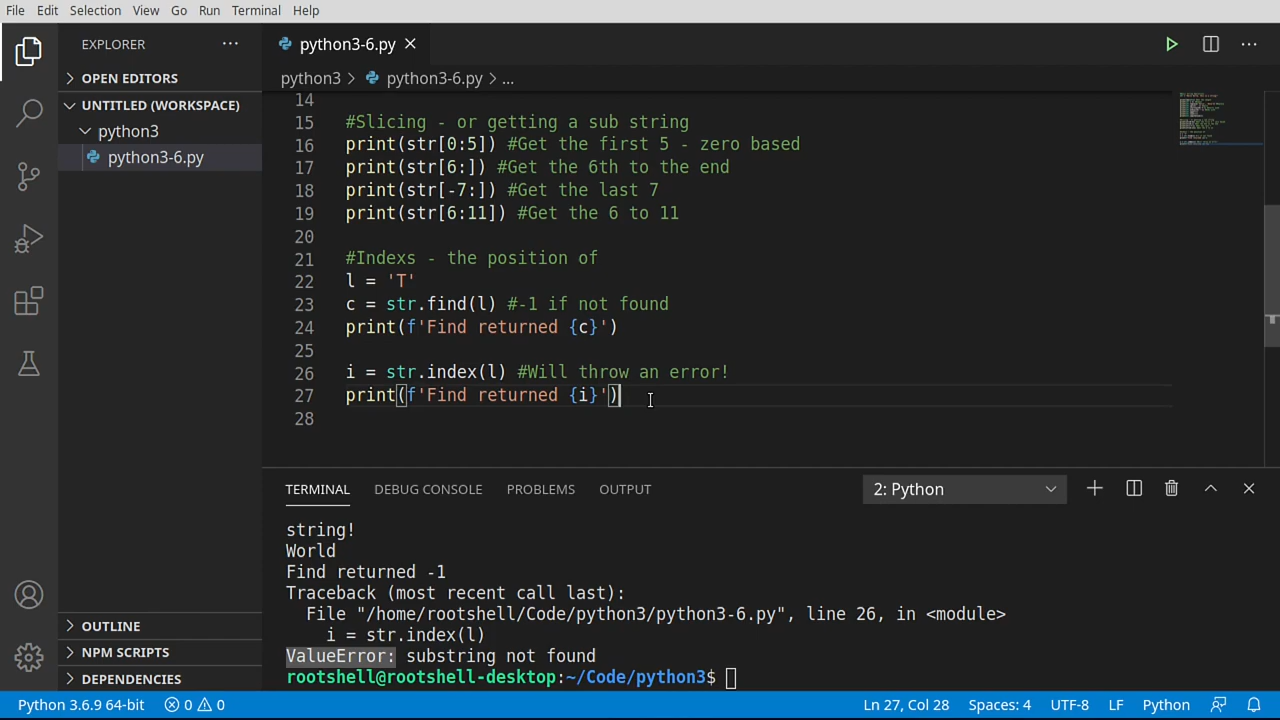 File Edit Selection View Go Run Terminal Help
EXPLORER ···
python3-6.py
OPEN EDITORS
python3 > python3-6.py > ...
UNTITLED (WORKSPACE)
python3
python3-6.py
14
15 #Slicing - or getting a sub string
16 print(str[0:5]) #Get the first 5 - zero based
17 print(str[6:]) #Get the 6th to the end
18 print(str[-7:]) #Get the last 7
19 print(str[6:11]) #Get the 6 to 11
20
21 #Indexs - the position of
22 l = 'T'
23 c = str.find(l) #-1 if not found
24 print(f'Find returned {c}')
25
26 i = str.index(l) #Will throw an error!
27 print(f'Find returned {i}')
28
TERMINAL DEBUG CONSOLE PROBLEMS OUTPUT 2: Python
string!
World
Find returned -1
Traceback (most recent call last):
File "/home/rootshell/Code/python3/python3-6.py", line 26, in <module>
i = str.index(l)
ValueError: substring not found
rootshell@rootshell-desktop:~/Code/python3$
OUTLINE
NPM SCRIPTS
DEPENDENCIES
Python 3.6.9 64-bit 0 0 Ln 27, Col 28 Spaces: 4 UTF-8 LF Python